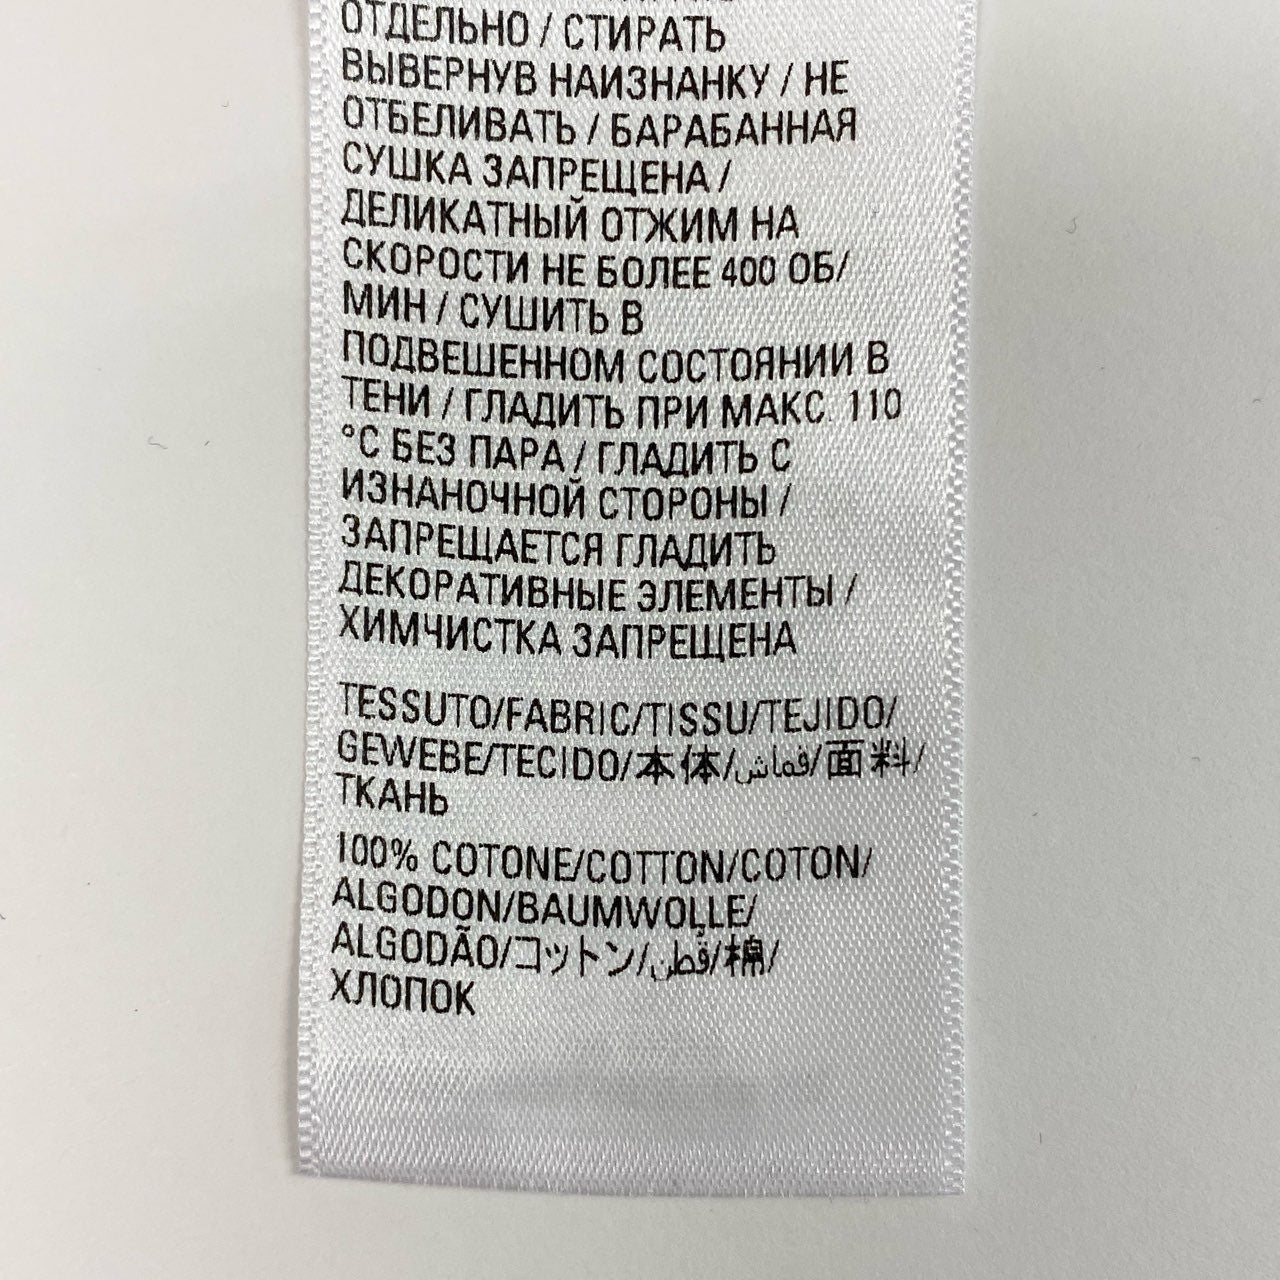 ОТДЕЛЬНО / СТИРАТЬ
ВЫВЕРНУВ НАИЗНАНКУ / НЕ
ОТБЕЛИВАТЬ / БАРАБАННАЯ
СУШКА ЗАПРЕЩЕНА /
ДЕЛИКАТНЫЙ ОТЖИМ НА
СКОРОСТИ НЕ БОЛЕЕ 400 ОБ/
МИН / СУШИТЬ В
ПОДВЕШЕННОМ СОСТОЯНИИ В
ТЕНИ / ГЛАДИТЬ ПРИ МАКС. 110
°C БЕЗ ПАРА / ГЛАДИТЬ С
ИЗНАНОЧНОЙ СТОРОНЫ /
ЗАПРЕЩАЕТСЯ ГЛАДИТЬ
ДЕКОРАТИВНЫЕ ЭЛЕМЕНТЫ /
ХИМЧИСТКА ЗАПРЕЩЕНА
TESSUTO/FABRIC/TISSU/TEJIDO/
GEWEBE/TECIDO/本体/قماش/面料/
ТКАНЬ
100% COTONE/COTTON/COTON/
ALGODON/BAUMWOLLE/
ALGODÃO/コットン/قطن/棉/
ХЛОПОК